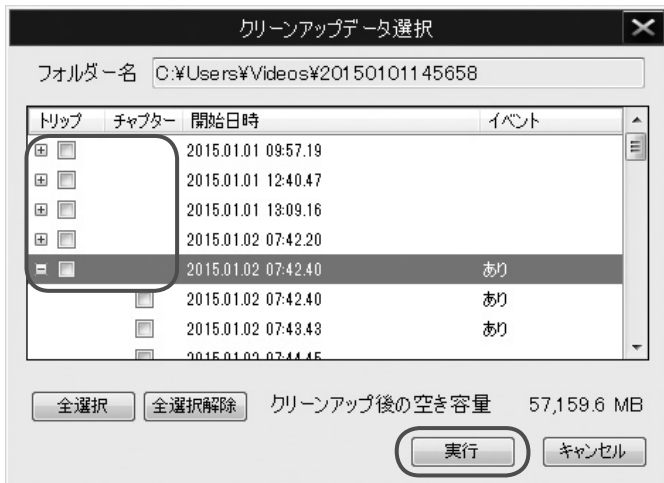 クリーンアップデータ選択
フォルダー名 C:¥Users¥Videos¥20150101145658
トリップ チャプター 開始日時 イベント
2015.01.01 09:57.19
2015.01.01 12:40.47
2015.01.01 13:09.16
2015.01.02 07:42.20
2015.01.02 07:42.40 あり
2015.01.02 07:42.40 あり
2015.01.02 07:43.43 あり
2015.01.02 07:44.45
全選択 全選択解除 クリーンアップ後の空き容量 57,159.6 MB
実行 キャンセル